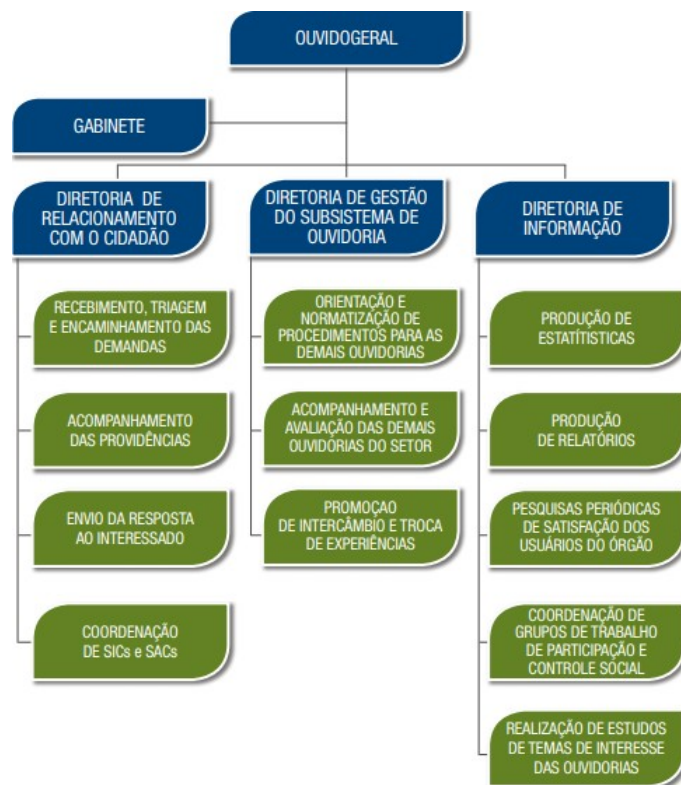 OUVIDOGERAL
GABINETE
DIRETORIA DE
RELACIONAMENTO
COM O CIDADÃO
RECEBIMENTO, TRIAGEM
E ENCAMINHAMENTO DAS
DEMANDAS
ACOMPANHAMENTO
DAS PROVIDÊNCIAS
ENVIO DA RESPOSTA
AO INTERESSADO
COORDENAÇÃO
DE SICs e SACs
DIRETORIA DE GESTÃO
DO SUBSISTEMA DE
OUVIDORIA
ORIENTAÇÃO E
NORMATIZAÇÃO DE
PROCEDIMENTOS PARA AS
DEMAIS OUVIDORIAS
ACOMPANHAMENTO E
AVALIAÇÃO DAS DEMAIS
OUVIDÓRIAS DO SETOR
PROMOÇAO
DE INTERCÂMBIO E TROCA
DE EXPERIÊNCIAS
DIRETORIA DE
INFORMAÇÃO
PRODUÇÃO DE
ESTATÍTISTICAS
PRODUÇÃO
DE RELATÓRIOS
PESQUISAS PERIÓDICAS
DE SATISFAÇÃO DOS
USUÁRIOS DO ÓRGÃO
COORDENAÇÃO DE
GRUPOS DE TRABALHO
DE PARTICIPAÇÃO E
CONTROLE SOCIAL
REALIZAÇÃO DE ESTUDOS
DE TEMAS DE INTERESSE
DAS OUVIDORIAS